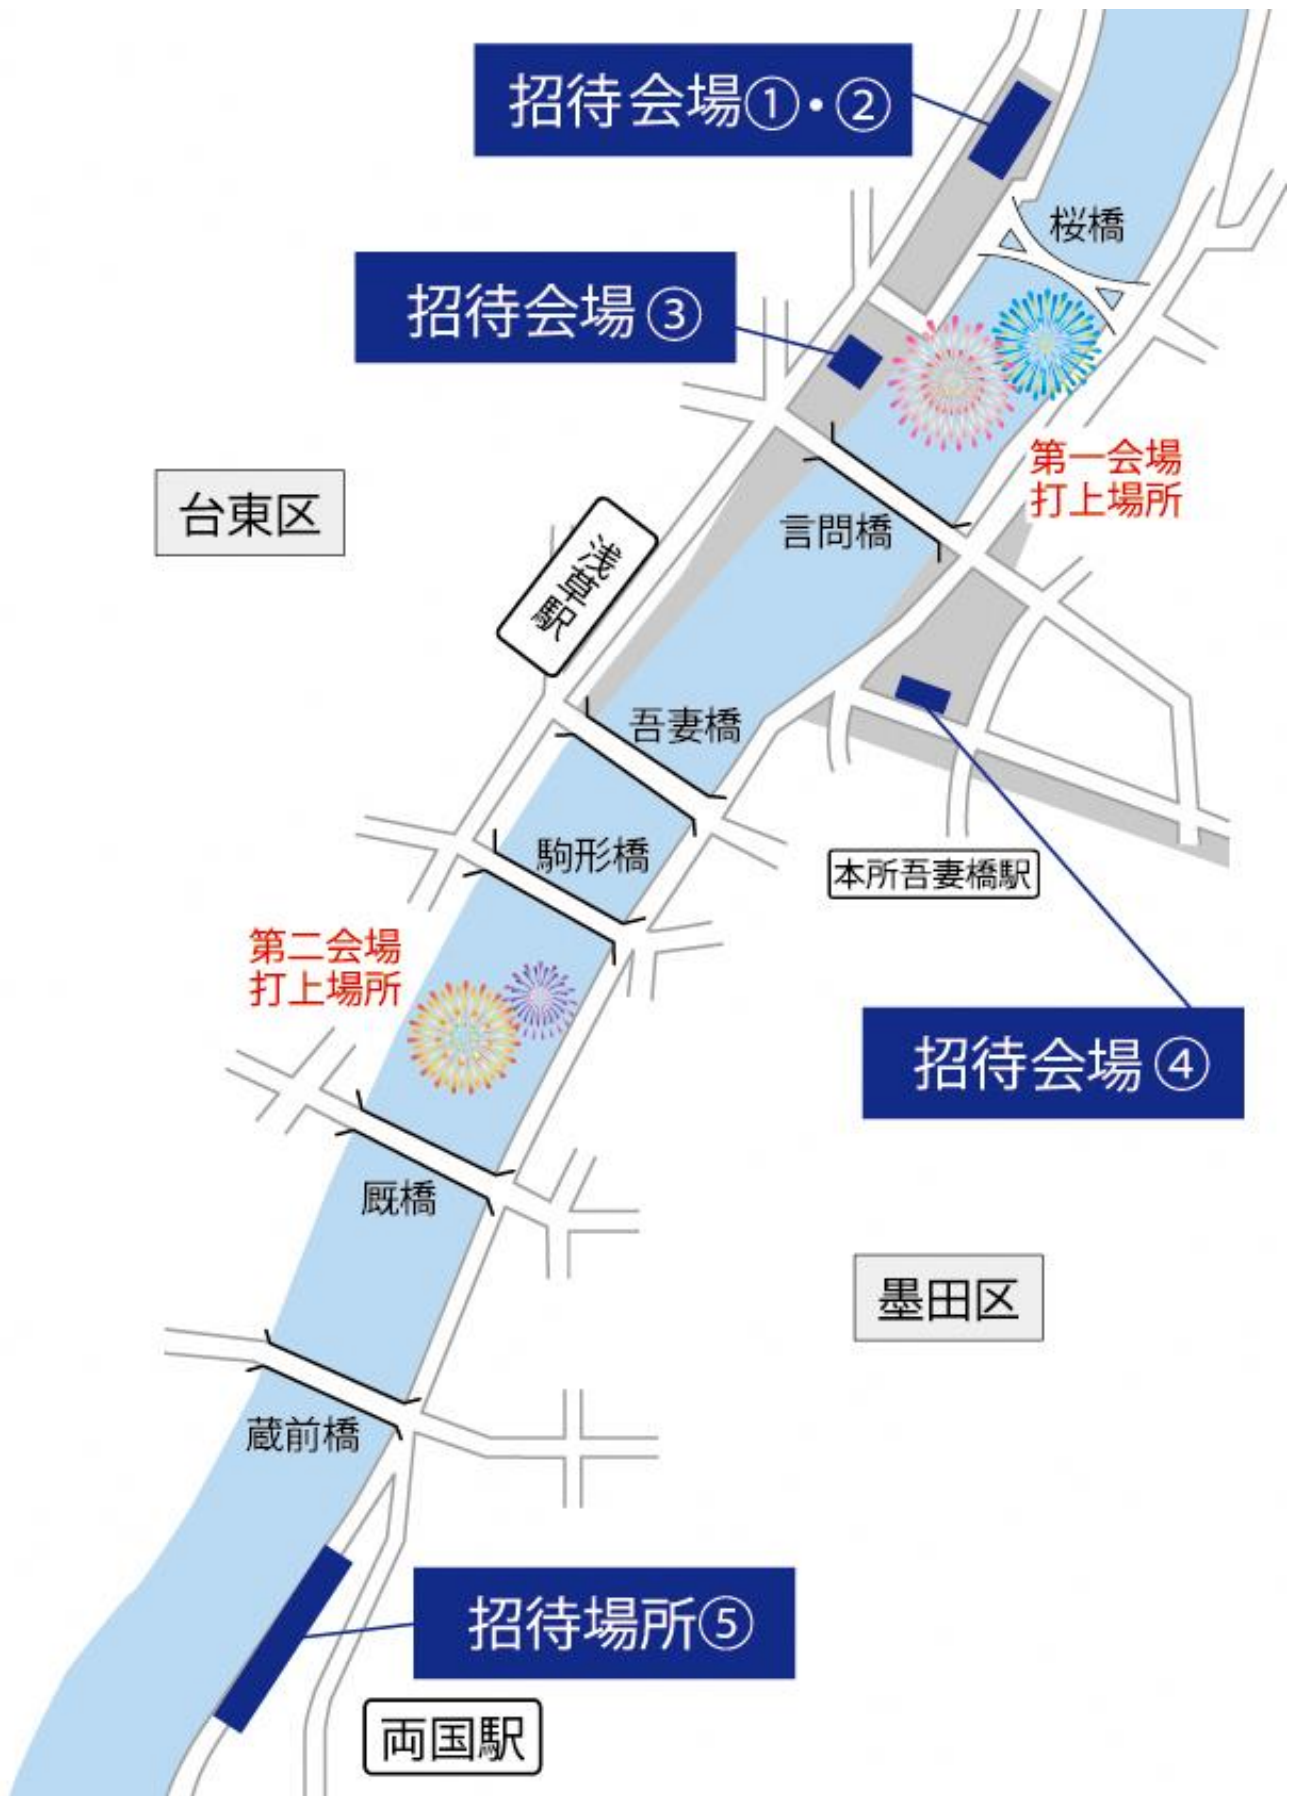 招待会場①・②
桜橋
招待会場③
第一会場
打上場所
台東区
言問橋
浅草駅
吾妻橋
駒形橋
本所吾妻橋駅
第二会場
打上場所
招待会場④
厩橋
墨田区
蔵前橋
招待場所⑤
両国駅